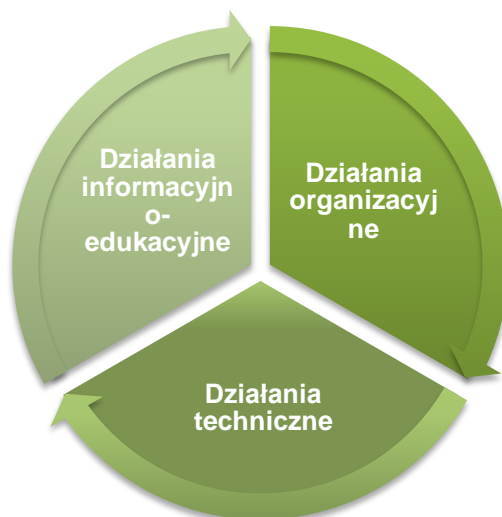 Działania
informacyjn
o-
edukacyjne
Działania
organizacyj
ne
Działania
techniczne